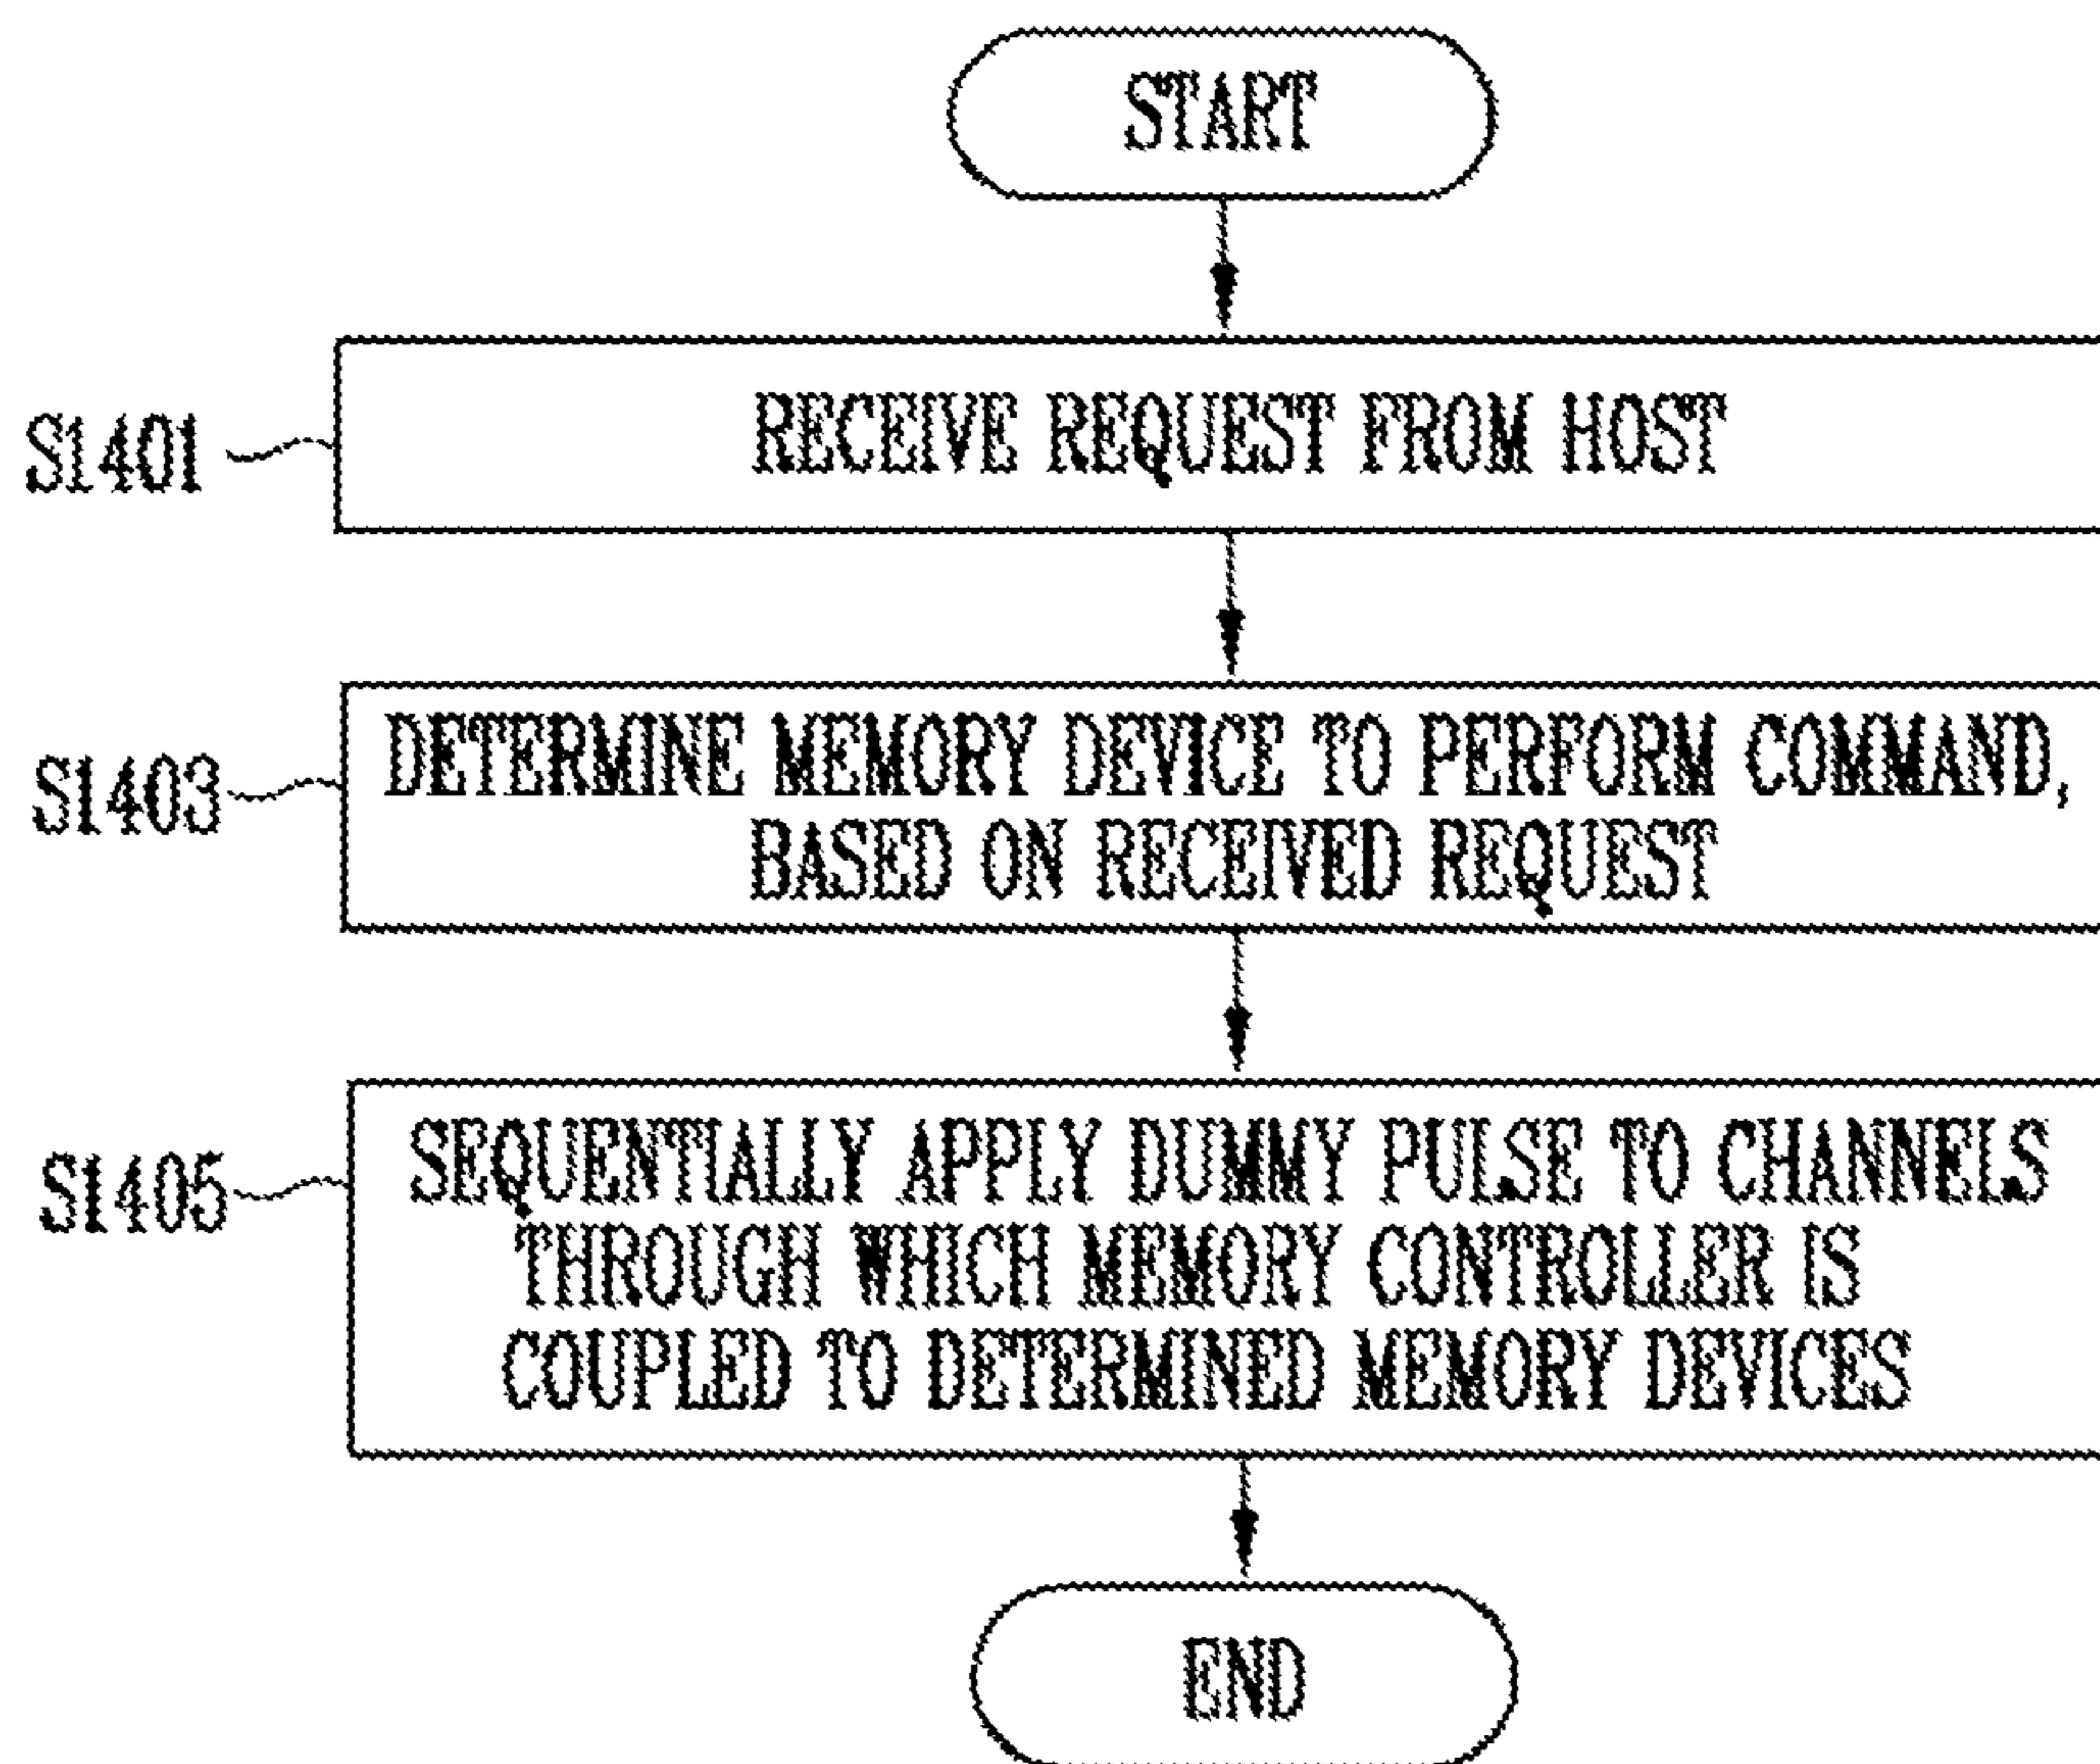 START
S1401
RECEIVE REQUEST FROM HOST
S1403
DETERMINE MEMORY DEVICE TO PERFORM COMMAND,
BASED ON RECEIVED REQUEST
S1405
SEQUENTIALLY APPLY DUMMY PULSE TO CHANNELS
THROUGH WHICH MEMORY CONTROLLER IS
COUPLED TO DETERMINED MEMORY DEVICES
END